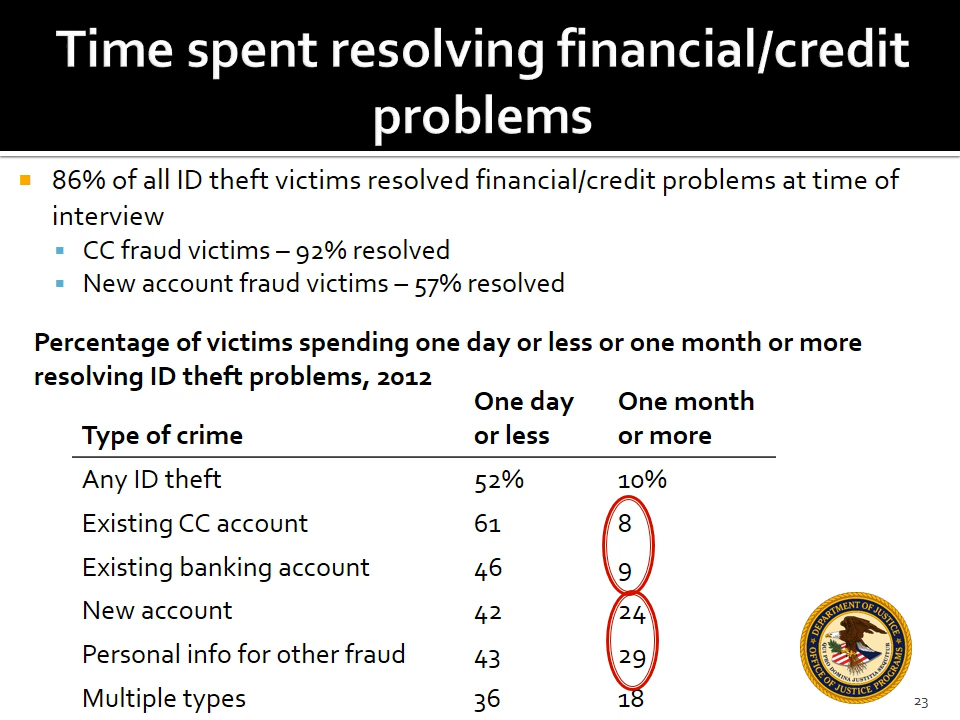 Time spent resolving financial/credit
problems
86% of all ID theft victims resolved financial/credit problems at time of
interview
CC fraud victims – 92% resolved
New account fraud victims – 57% resolved
Percentage of victims spending one day or less or one month or more
resolving ID theft problems, 2012
One day One month
Type of crime or less or more
Any ID theft 52% 10%
Existing CC account 61 8
Existing banking account 46 9
New account 42 24
Personal info for other fraud 43 29
Multiple types 36 18
DEPARTMENT OF JUSTICE
QUI PRO DOMINA JUSTITIA SEQUITUR
OFFICE OF JUSTICE PROGRAMS
23